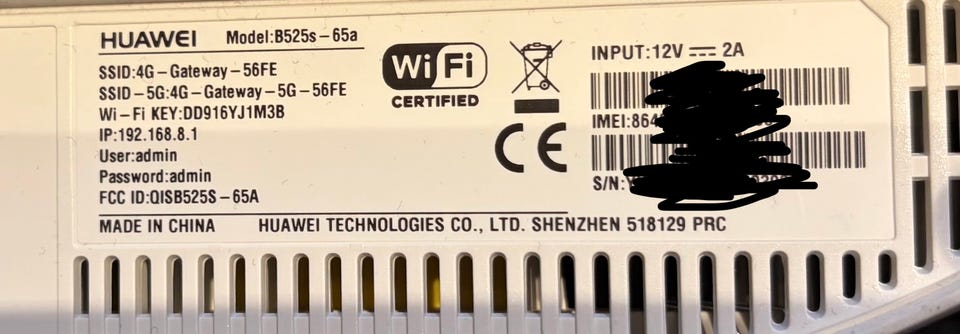 HUAWEI Model:B525s-65a
SSID:4G-Gateway-56FE
SSID-5G:4G-Gateway-5G-56FE
Wi-Fi KEY:DD916YJ1M3B
IP:192.168.8.1
User:admin
Password:admin
FCC ID:QISB525S-65A
Wi Fi
CERTIFIED
CE
INPUT:12V ⎓ 2A
IMEI:864
S/N:
MADE IN CHINA HUAWEI TECHNOLOGIES CO., LTD. SHENZHEN 518129 PRC